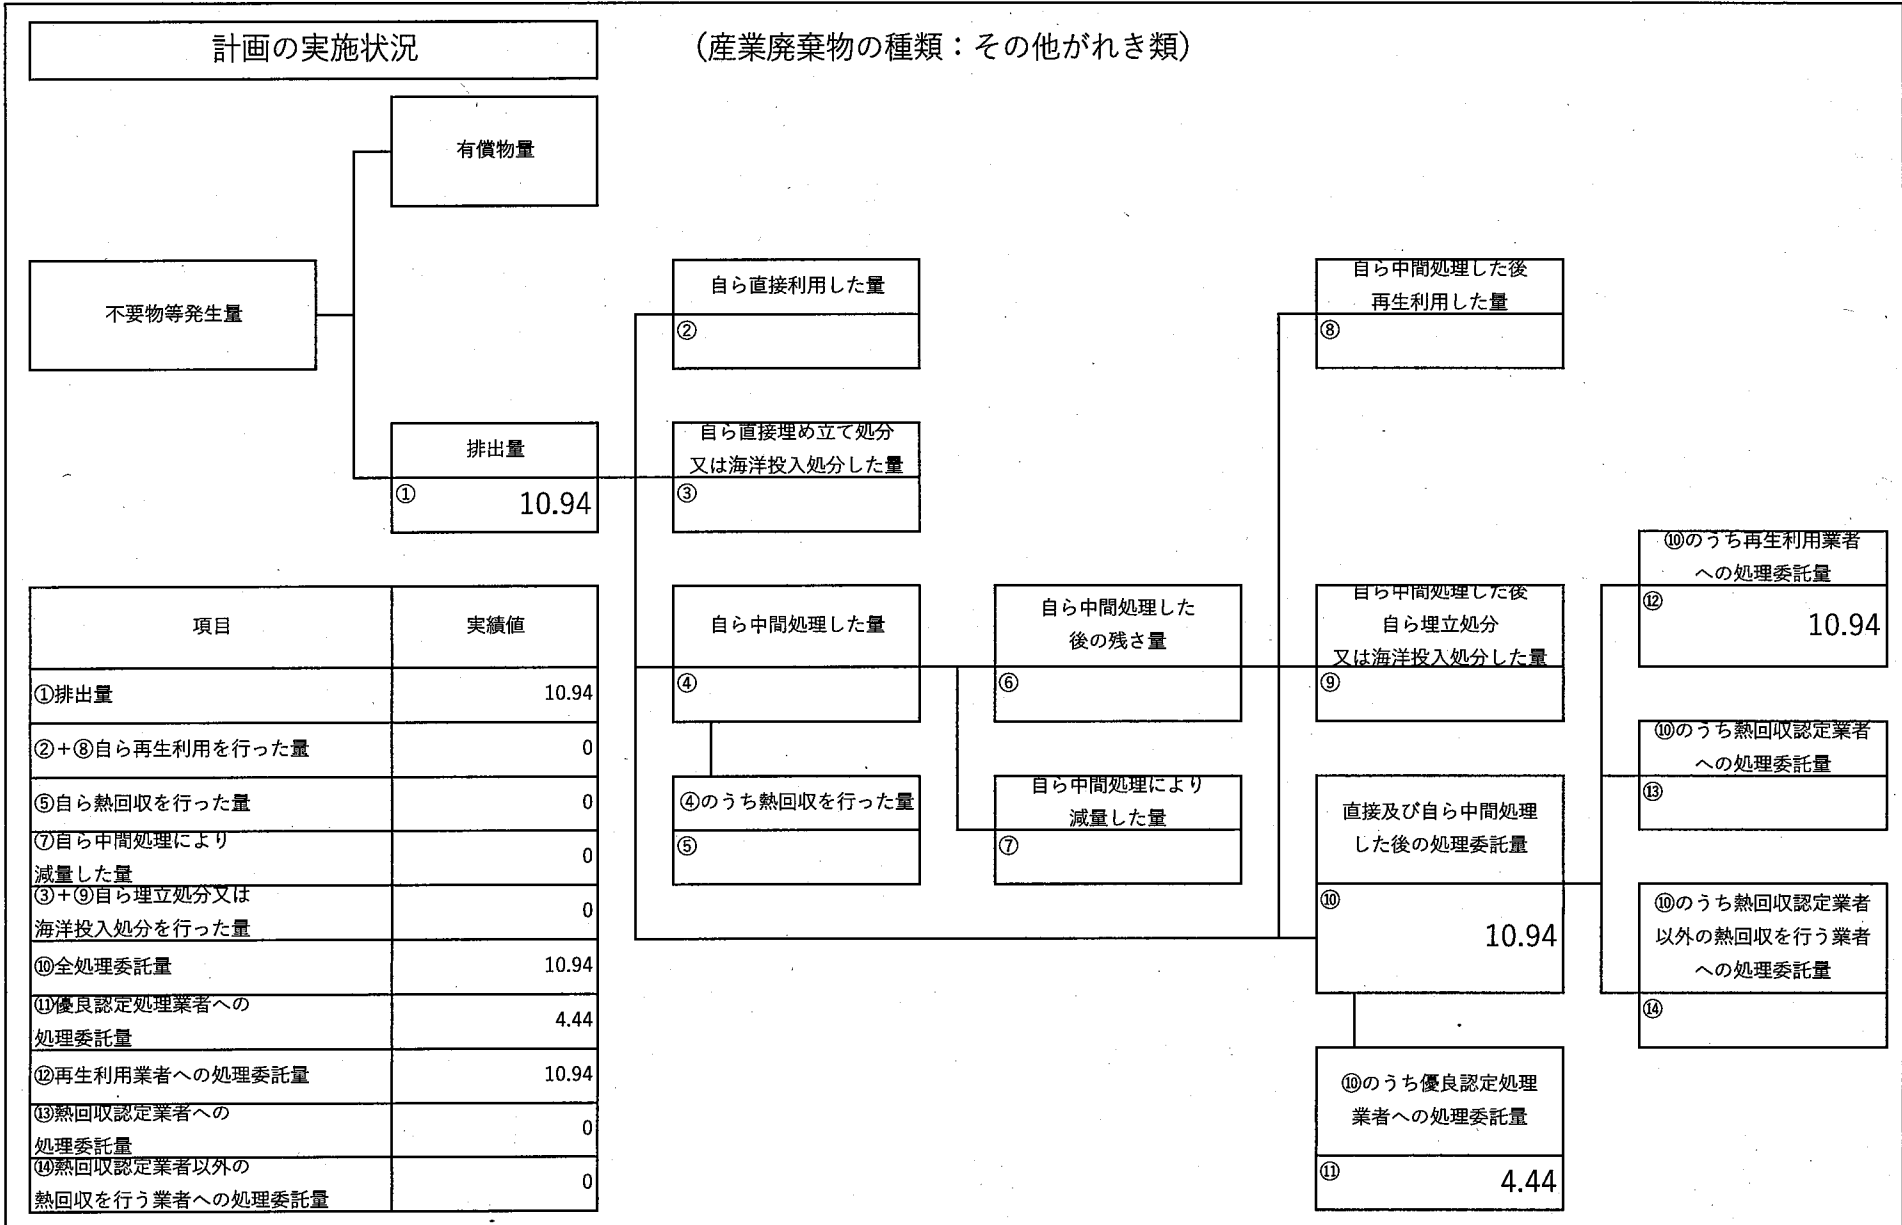 計画の実施状況
（産業廃棄物の種類：その他がれき類）
有償物量
不要物等発生量
排出量
① 10.94
自ら直接利用した量
②
自ら直接埋め立て処分
又は海洋投入処分した量
③
自ら中間処理した量
④
④のうち熱回収を行った量
⑤
自ら中間処理した
後の残さ量
⑥
自ら中間処理により
減量した量
⑦
自ら中間処理した後
再生利用した量
⑧
自ら中間処理した後
自ら埋立処分
又は海洋投入処分した量
⑨
直接及び自ら中間処理
した後の処理委託量
⑩
10.94
⑩のうち優良認定処理
業者への処理委託量
⑪ 4.44
⑩のうち再生利用業者
への処理委託量
⑫
10.94
⑩のうち熱回収認定業者
への処理委託量
⑬
⑩のうち熱回収認定業者
以外の熱回収を行う業者
への処理委託量
⑭
項目 実績値
①排出量 10.94
②+⑧自ら再生利用を行った量 0
⑤自ら熱回収を行った量 0
⑦自ら中間処理により
減量した量 0
③+⑨自ら埋立処分又は
海洋投入処分を行った量 0
⑩全処理委託量 10.94
⑪優良認定処理業者への
処理委託量 4.44
⑫再生利用業者への処理委託量 10.94
⑬熱回収認定業者への
処理委託量 0
⑭熱回収認定業者以外の
熱回収を行う業者への処理委託量 0